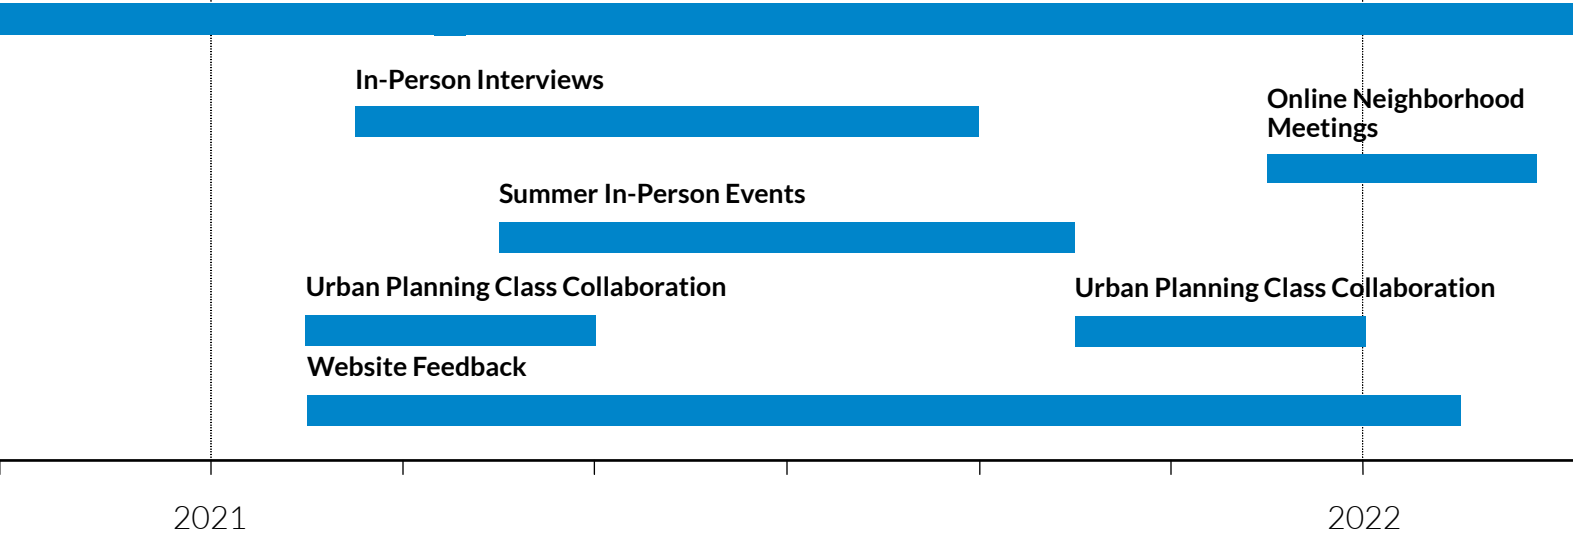 In-Person Interviews
Online Neighborhood
Meetings
Summer In-Person Events
Urban Planning Class Collaboration
Urban Planning Class Collaboration
Website Feedback
2021
2022